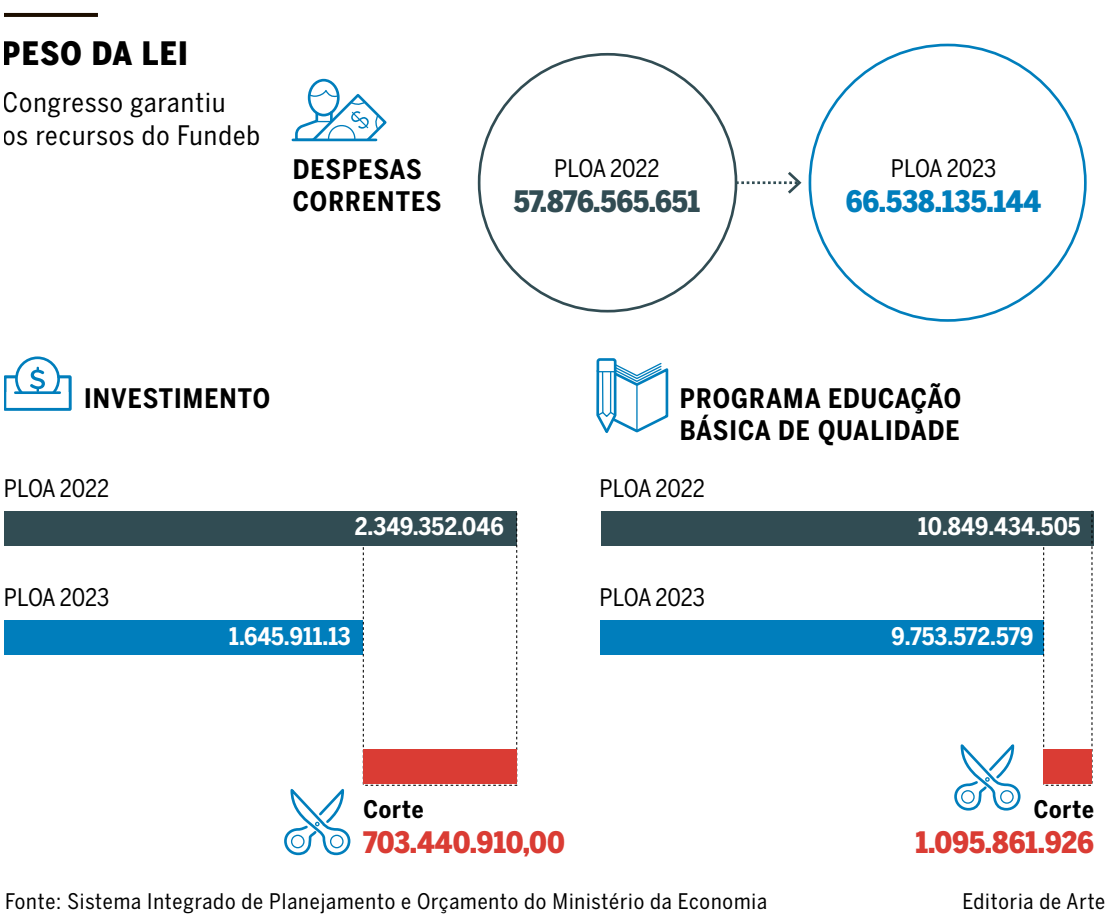 PESO DA LEI
Congresso garantiu
os recursos do Fundeb
DESPESAS
CORRENTES
PLOA 2022
57.876.565.651
PLOA 2023
66.538.135.144
INVESTIMENTO
PLOA 2022
2.349.352.046
PLOA 2023
1.645.911.13
Corte
703.440.910,00
PROGRAMA EDUCAÇÃO
BÁSICA DE QUALIDADE
PLOA 2022
10.849.434.505
PLOA 2023
9.753.572.579
Corte
1.095.861.926
Fonte: Sistema Integrado de Planejamento e Orçamento do Ministério da Economia
Editoria de Arte